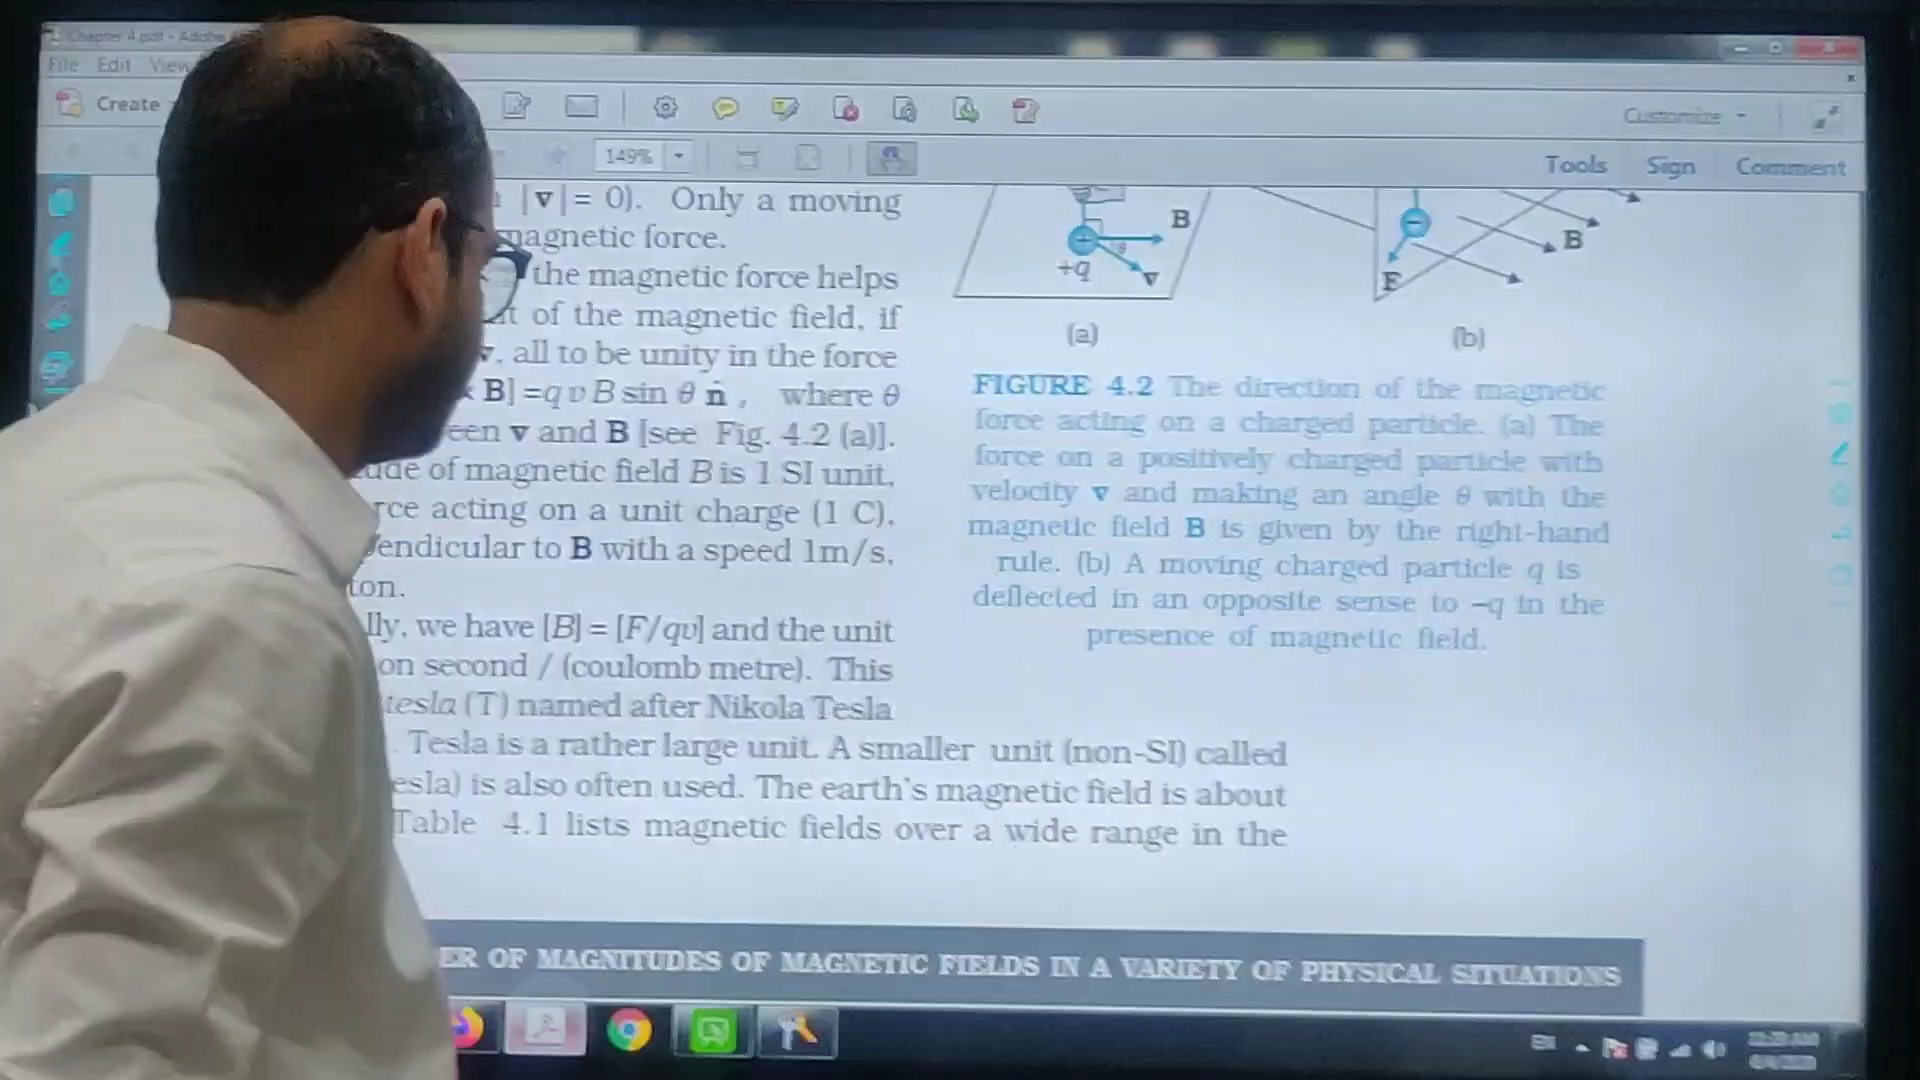 Chapter 4.pdf - Adobe
File Edit View
Create
Customize
149%
Tools Sign Comment
|v|= 0). Only a moving
magnetic force.
the magnetic force helps
of the magnetic field, if
v, all to be unity in the force
B] =q v B sin θ n̂ , where θ
een v and B [see Fig. 4.2 (a)].
ude of magnetic field B is 1 SI unit,
rce acting on a unit charge (1 C),
endicular to B with a speed 1m/s,
ton.
lly, we have [B] = [F/qv] and the unit
on second / (coulomb metre). This
tesla (T) named after Nikola Tesla
. Tesla is a rather large unit. A smaller unit (non-SI) called
esla) is also often used. The earth's magnetic field is about
Table 4.1 lists magnetic fields over a wide range in the
B
θ
+q
v
(a)
–
B
F
(b)
FIGURE 4.2 The direction of the magnetic
force acting on a charged particle. (a) The
force on a positively charged particle with
velocity v and making an angle θ with the
magnetic field B is given by the right-hand
rule. (b) A moving charged particle q is
deflected in an opposite sense to –q in the
presence of magnetic field.
ER OF MAGNITUDES OF MAGNETIC FIELDS IN A VARIETY OF PHYSICAL SITUATIONS
EN